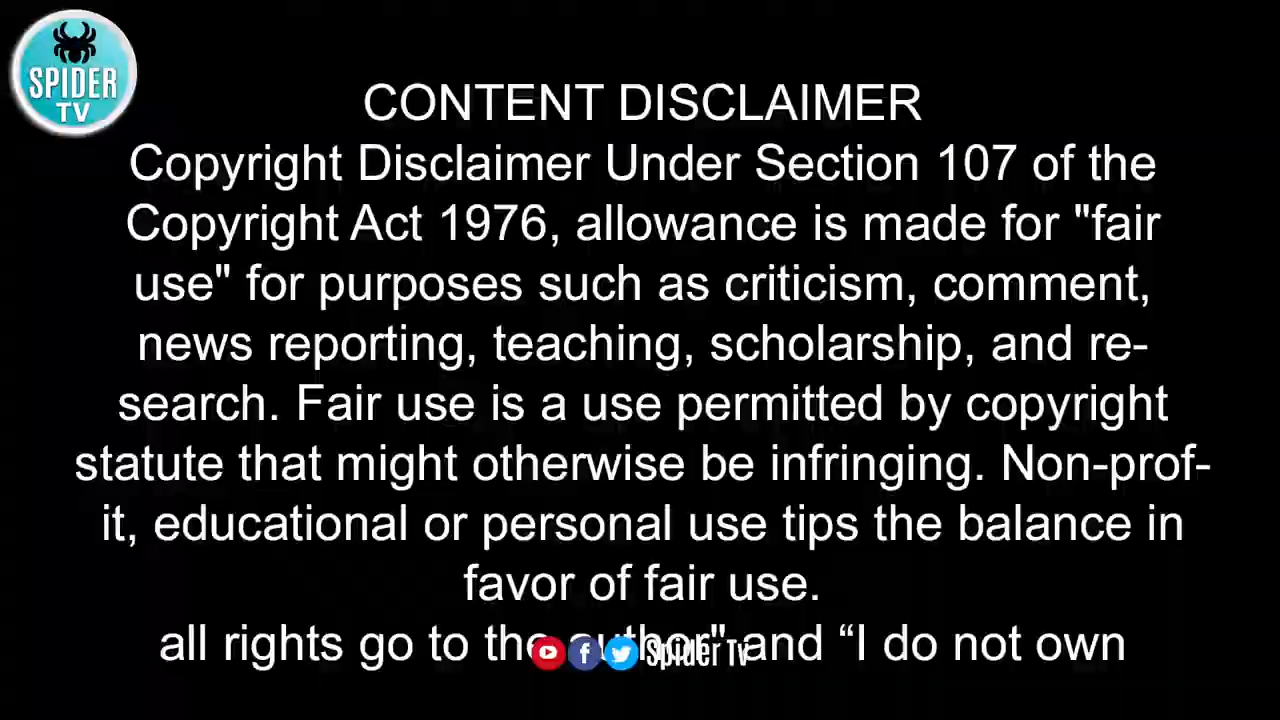 SPIDER
TV
CONTENT DISCLAIMER
Copyright Disclaimer Under Section 107 of the
Copyright Act 1976, allowance is made for "fair
use" for purposes such as criticism, comment,
news reporting, teaching, scholarship, and re-
search. Fair use is a use permitted by copyright
statute that might otherwise be infringing. Non-prof-
it, educational or personal use tips the balance in
favor of fair use.
all rights go to the author" and “I do not own
Spider Tv